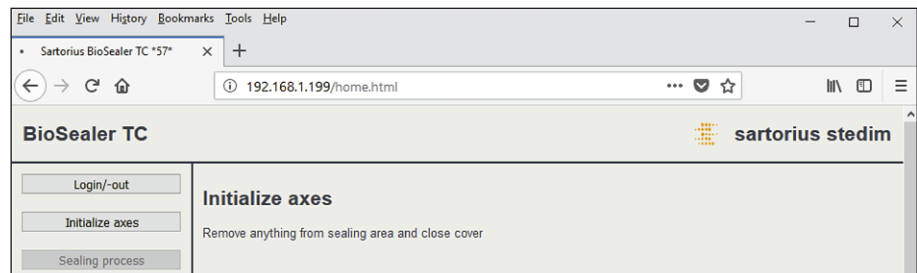 File Edit View History Bookmarks Tools Help
Sartorius BioSealer TC *57*
192.168.1.199/home.html
BioSealer TC
sartorius stedim
Login/-out
Initialize axes
Initialize axes
Remove anything from sealing area and close cover
Sealing process